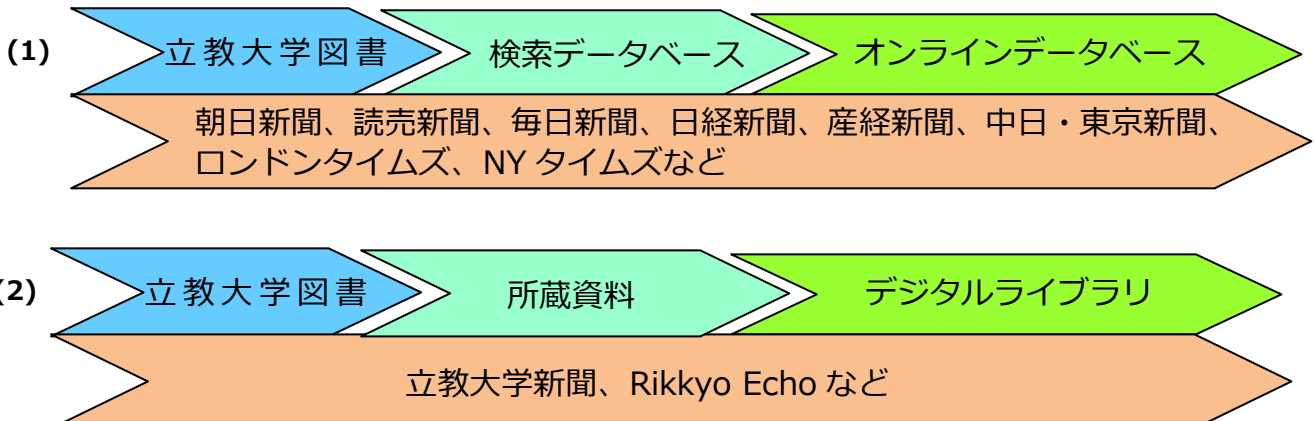 (1)
立教大学図書
検索データベース
オンラインデータベース
朝日新聞、読売新聞、毎日新聞、日経新聞、産経新聞、中日・東京新聞、
ロンドンタイムズ、NY タイムズなど
(2)
立教大学図書
所蔵資料
デジタルライブラリ
立教大学新聞、Rikkyo Echo など